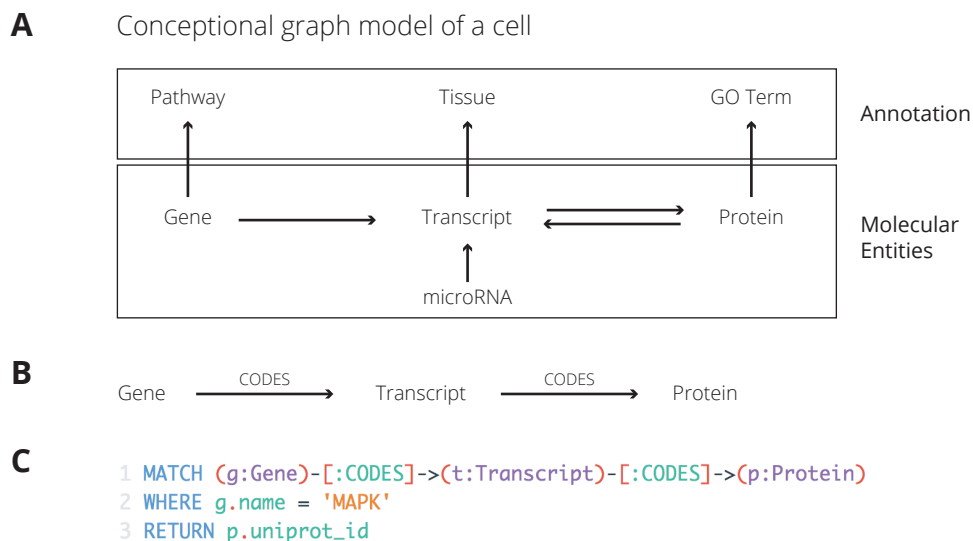 A Conceptional graph model of a cell
Pathway Tissue GO Term
Annotation
Gene Transcript Protein
Molecular
Entities
microRNA
B
CODES CODES
Gene Transcript Protein
C
1 MATCH (g:Gene)-[:CODES]->(t:Transcript)-[:CODES]->(p:Protein)
2 WHERE g.name = 'MAPK'
3 RETURN p.uniprot_id